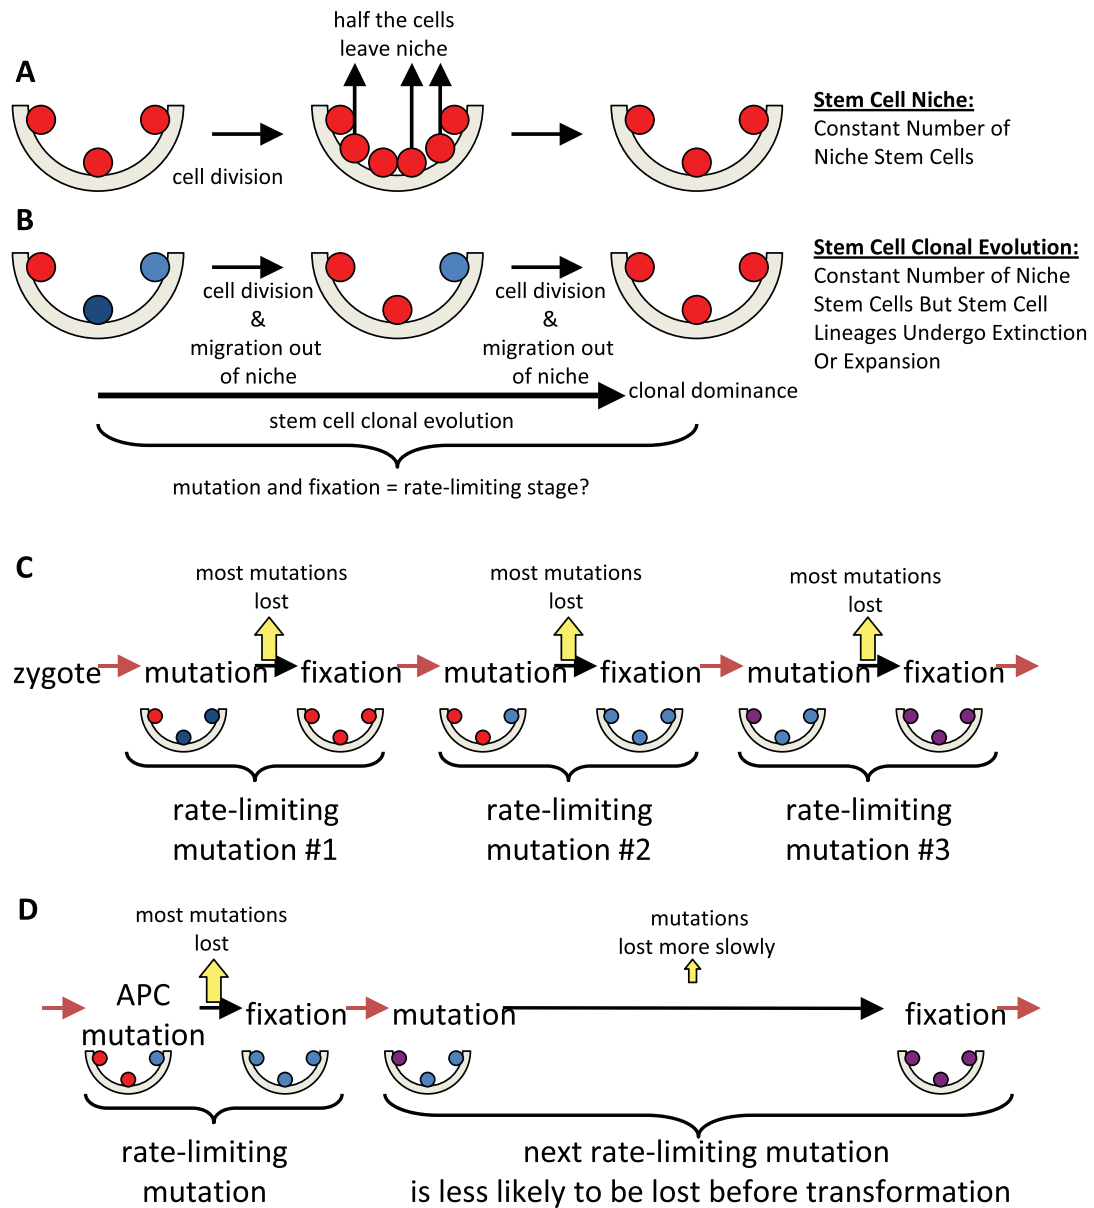 half the cells
leave niche
A
cell division
Stem Cell Niche:
Constant Number of
Niche Stem Cells
B
cell division
&
migration out
of niche
cell division
&
migration out
of niche
Stem Cell Clonal Evolution:
Constant Number of Niche
Stem Cells But Stem Cell
Lineages Undergo Extinction
Or Expansion
clonal dominance
stem cell clonal evolution
mutation and fixation = rate-limiting stage?
C
most mutations
lost
most mutations
lost
most mutations
lost
zygote mutation fixation mutation fixation mutation fixation
rate-limiting
mutation #1
rate-limiting
mutation #2
rate-limiting
mutation #3
D
most mutations
lost
mutations
lost more slowly
APC
mutation
fixation
mutation
fixation
rate-limiting
mutation
next rate-limiting mutation
is less likely to be lost before transformation